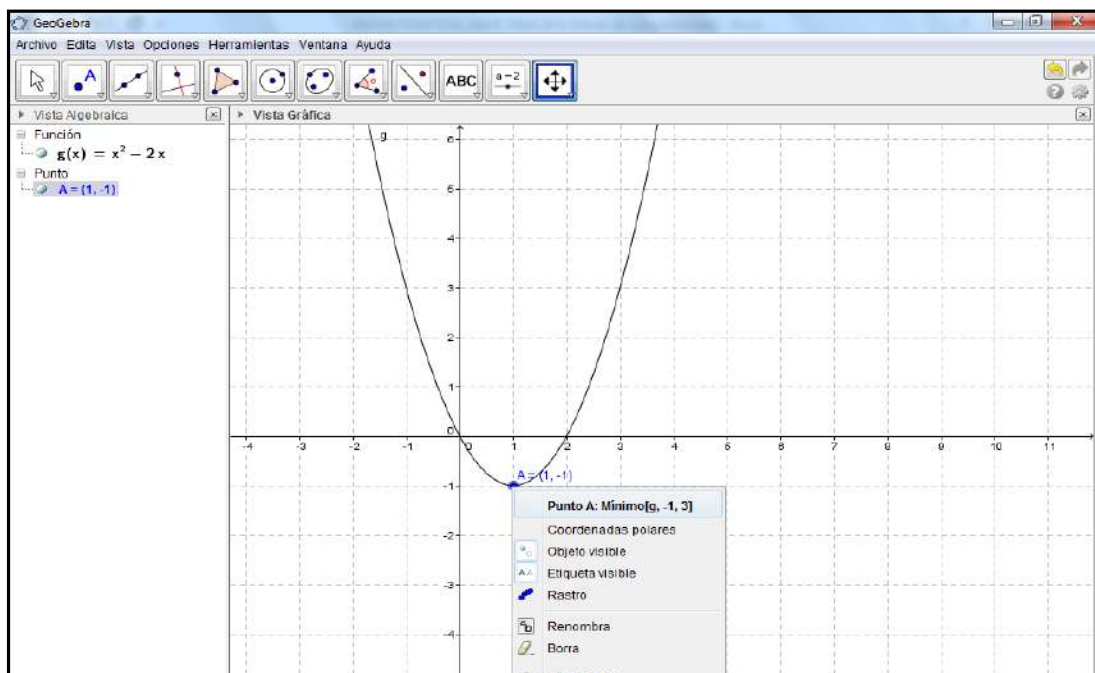 GeoGebra
Archivo Edita Vista Opciones Herramientas Ventana Ayuda
A
ABC
a=2
Vista Algebraica
Vista Gráfica
Función
g(x) = x² − 2x
Punto
A = (1, -1)
g
6
5
4
3
2
1
0
-4 -3 -2 -1 0 1 2 3 4 5 6 7 8 9 10 11
A = (1, -1)
-1
Punto A: Mínimo[g, -1, 3]
Coordenadas polares
-2
Objeto visible
AA Etiqueta visible
-3
Rastro
Renombra
-4
Borra